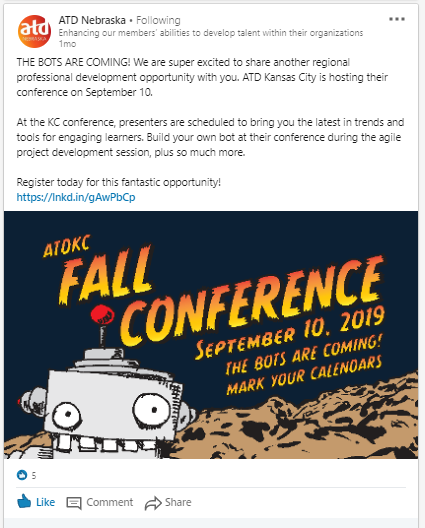 atd
NEBRASKA
ATD Nebraska • Following
Enhancing our members' abilities to develop talent within their organizations
1mo
THE BOTS ARE COMING! We are super excited to share another regional
professional development opportunity with you. ATD Kansas City is hosting their
conference on September 10.
At the KC conference, presenters are scheduled to bring you the latest in trends and
tools for engaging learners. Build your own bot at their conference during the agile
project development session, plus so much more.
Register today for this fantastic opportunity!
https://lnkd.in/gAwPbCp
ATDKC
FALL
CONFERENCE
SEPTEMBER 10, 2019
THE BOTS ARE COMING!
MARK YOUR CALENDARS
5
Like Comment Share